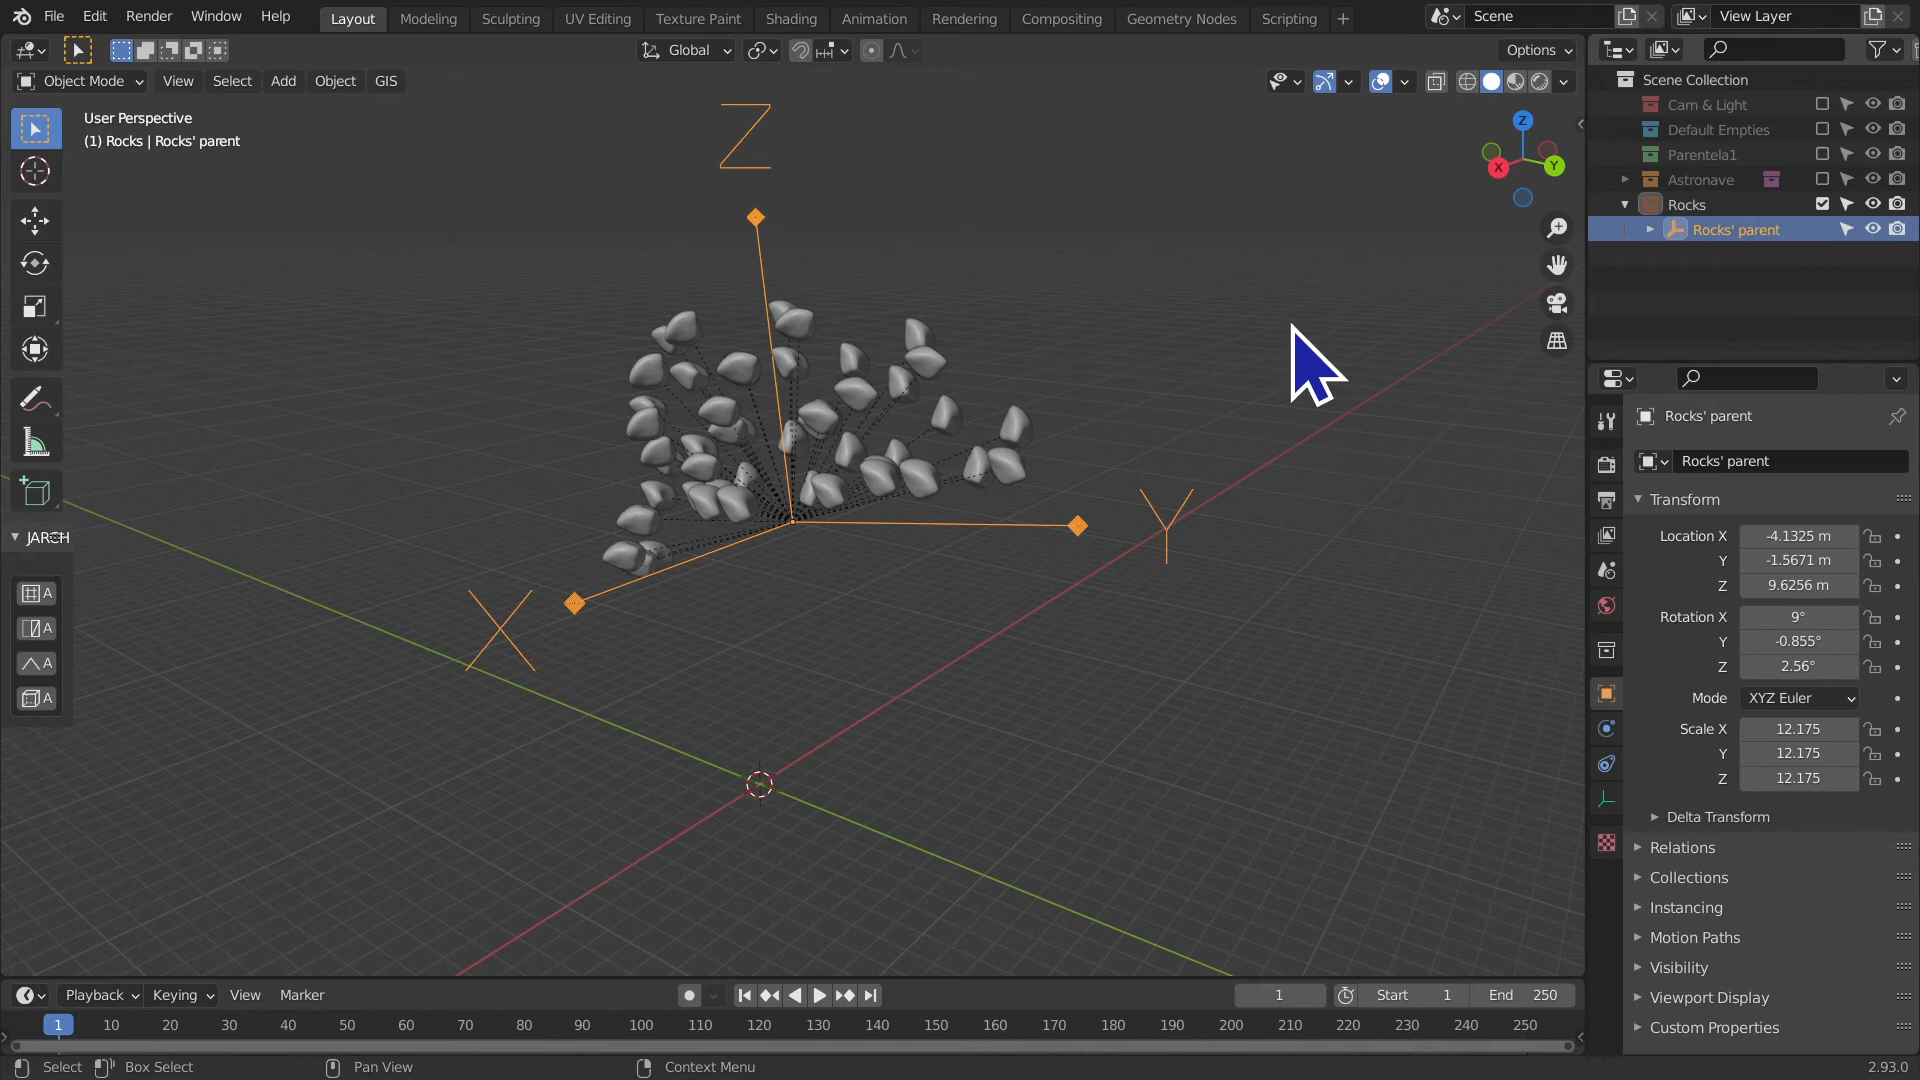 File Edit Render Window Help Layout Modeling Sculpting UV Editing Texture Paint Shading Animation Rendering Compositing Geometry Nodes Scripting + Scene View Layer
Global Options
Object Mode View Select Add Object GIS
User Perspective
(1) Rocks | Rocks' parent
Z
Z
X Y
Y
X
JARCH
A
A
A
A
Scene Collection
Cam & Light
Default Empties
Parentela1
Astronave
Rocks
Rocks' parent
Rocks' parent
Rocks' parent
Transform
Location X -4.1325 m
Y -1.5671 m
Z 9.6256 m
Rotation X 9°
Y -0.855°
Z 2.56°
Mode XYZ Euler
Scale X 12.175
Y 12.175
Z 12.175
Delta Transform
Relations
Collections
Instancing
Motion Paths
Visibility
Viewport Display
Custom Properties
Playback Keying View Marker 1 Start 1 End 250
1 10 20 30 40 50 60 70 80 90 100 110 120 130 140 150 160 170 180 190 200 210 220 230 240 250
Select Box Select Pan View Context Menu 2.93.0